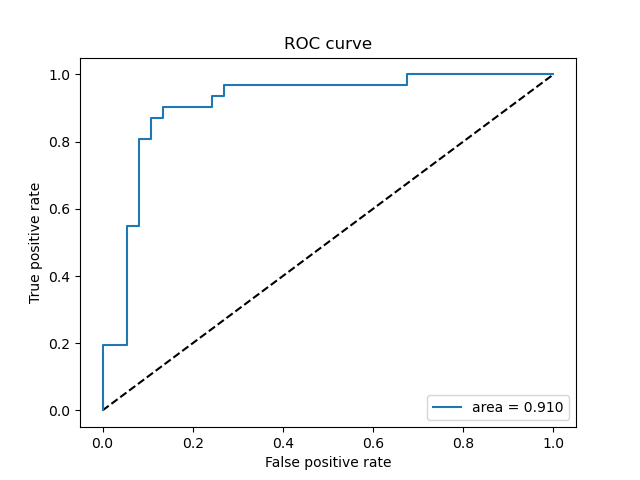 ROC curve
True positive rate
1.0
0.8
0.6
0.4
0.2
0.0
area = 0.910
0.0 0.2 0.4 0.6 0.8 1.0
False positive rate